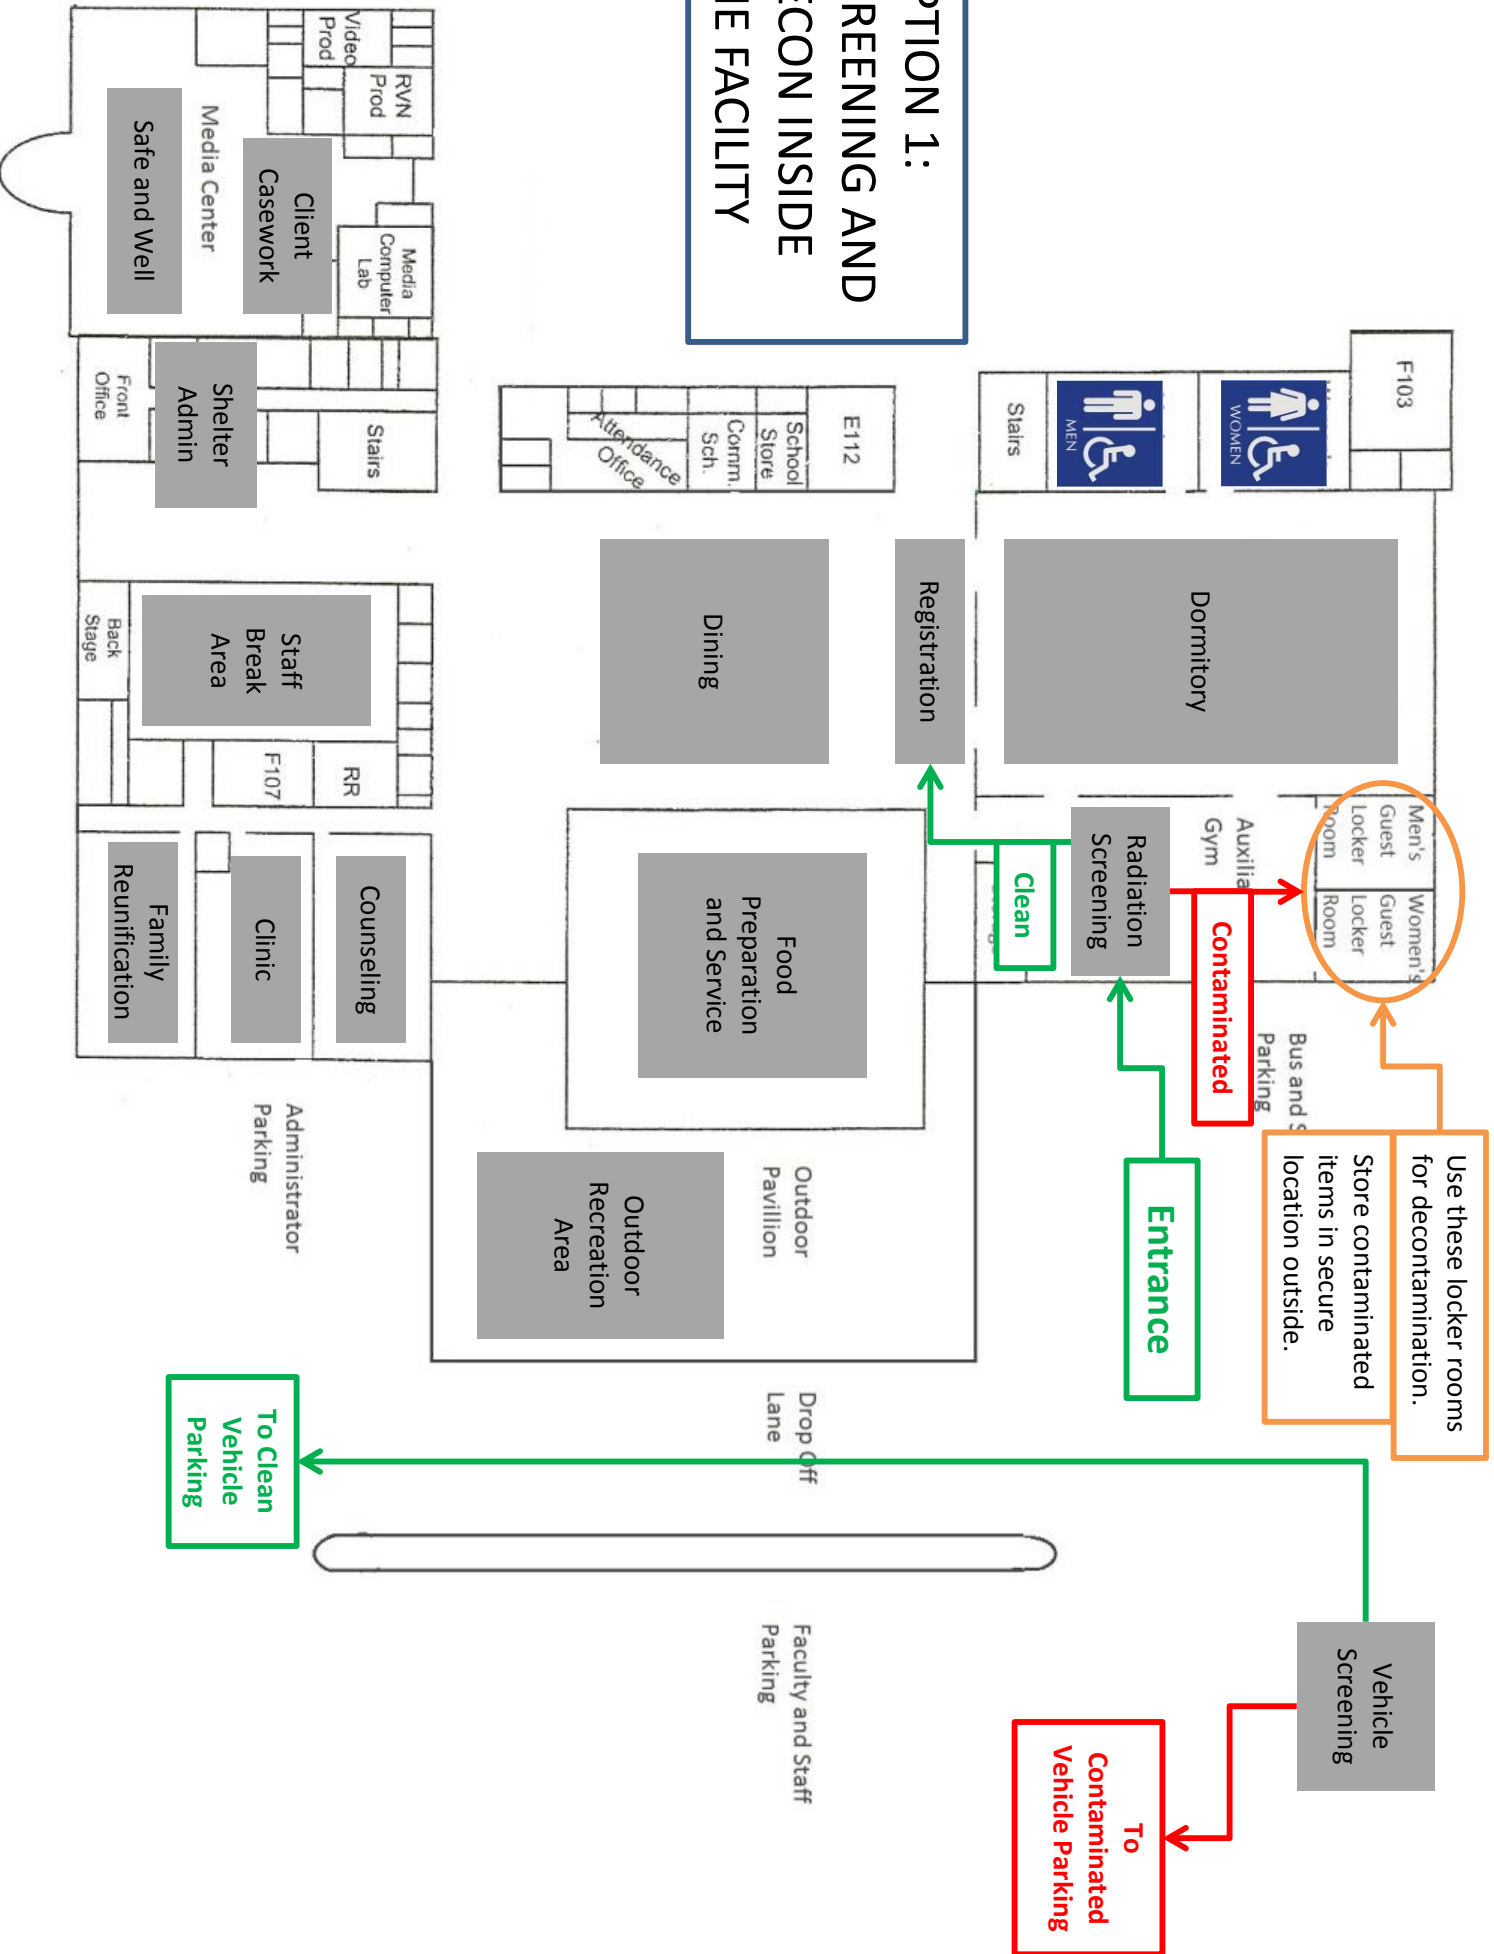 PTION 1:
REENING AND
ECON INSIDE
E FACILITY
F103
WOMEN
MEN
Stairs
Dormitory
Men's
Guest
Locker
Room
Women's
Guest
Locker
Room
Use these locker rooms
for decontamination.
Store contaminated
items in secure
location outside.
Vehicle
Screening
To
Contaminated
Vehicle Parking
Bus and
Parking
Auxilia
Gym
Contaminated
Radiation
Screening
Entrance
Clean
Registration
E112
School
Store
Comm.
Sch.
Attendance
Office
Dining
Food
Preparation
and Service
Outdoor
Pavillion
Outdoor
Recreation
Area
Drop Off
Lane
Faculty and Staff
Parking
To Clean
Vehicle
Parking
Administrator
Parking
Video
Prod
RVN
Prod
Media
Computer
Lab
Client
Casework
Media Center
Safe and Well
Stairs
Shelter
Admin
Front
Office
Staff
Break
Area
Back
Stage
RR
F107
Counseling
Clinic
Family
Reunification